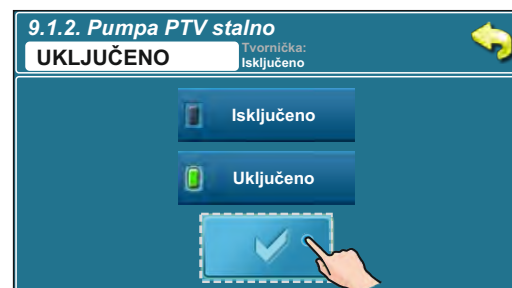 9.1.2. Pumpa PTV stalno
UKLJUČENO
Tvornička:
Isključeno
Isključeno
Uključeno